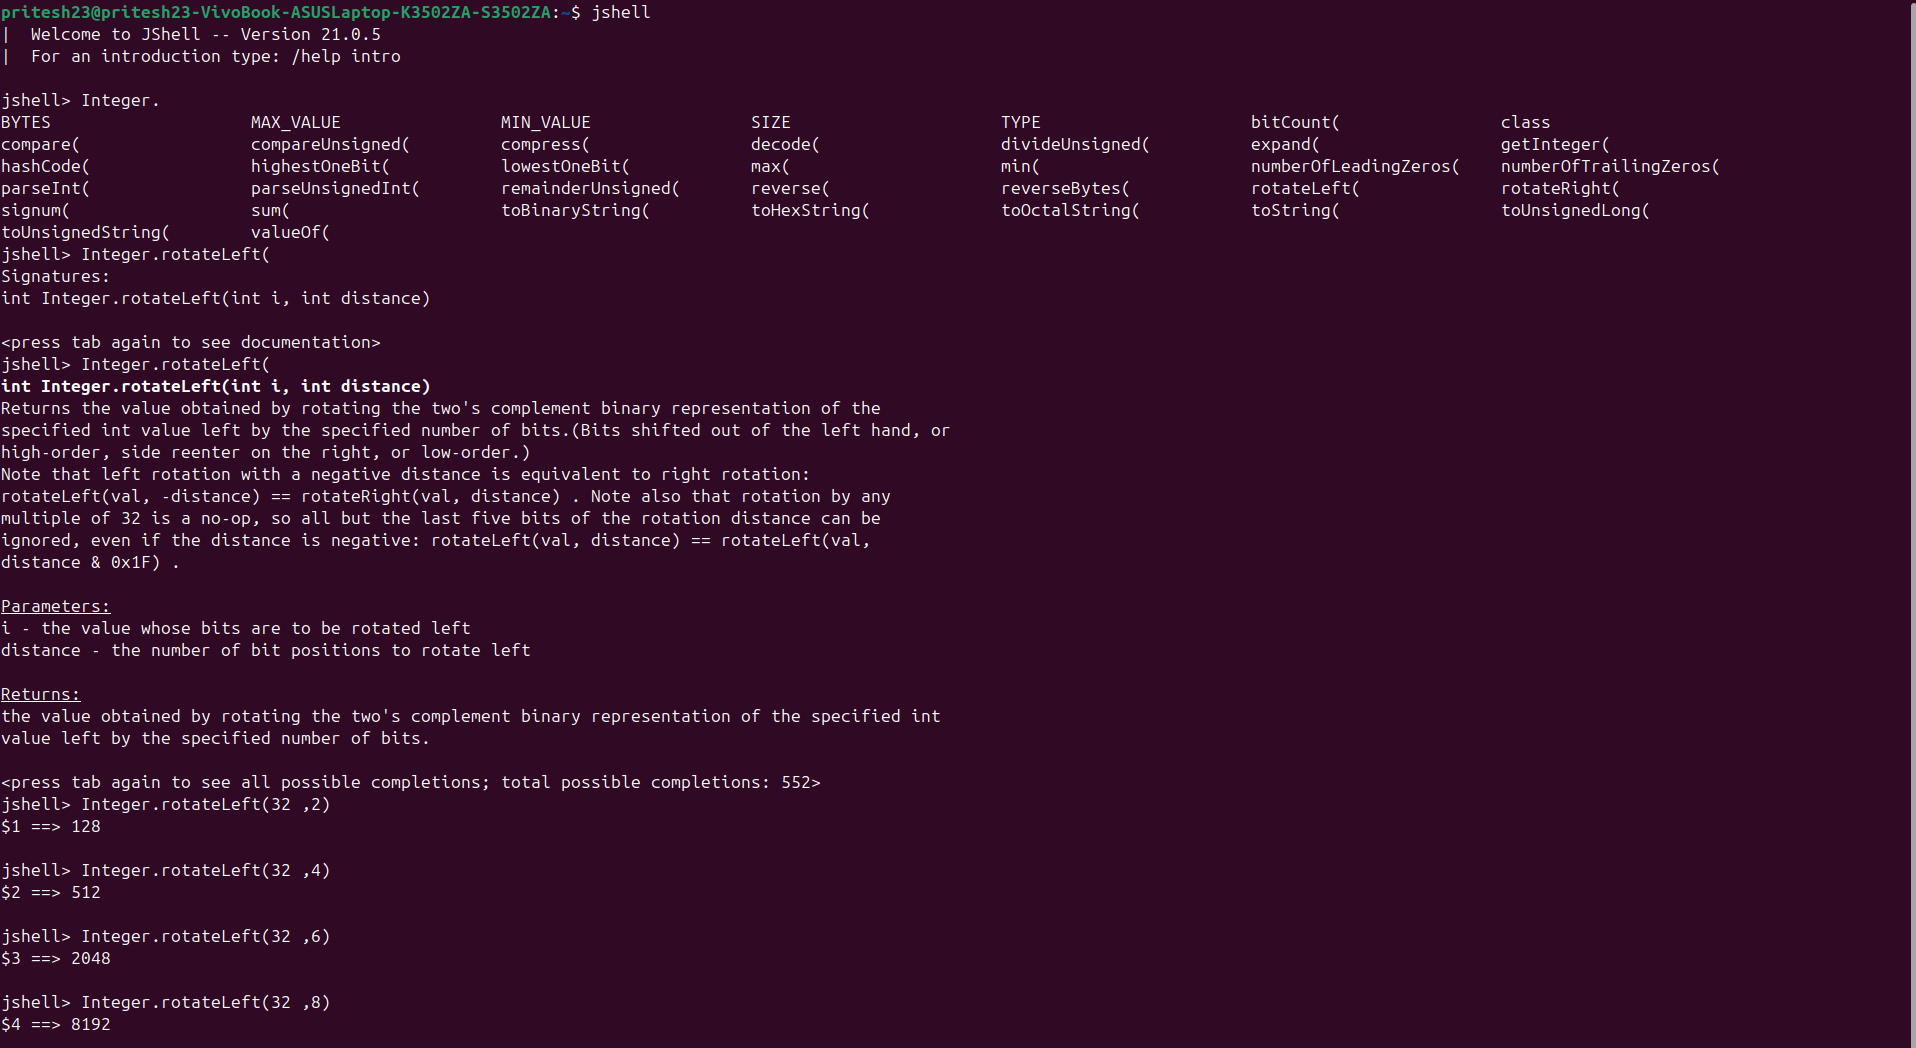 pritesh23@pritesh23-VivoBook-ASUSLaptop-K3502ZA-S3502ZA:~$ jshell
|  Welcome to JShell -- Version 21.0.5
|  For an introduction type: /help intro
jshell> Integer.
BYTES                    MAX_VALUE                MIN_VALUE                SIZE                     TYPE                     bitCount(                class
compare(                 compareUnsigned(         compress(                decode(                  divideUnsigned(          expand(                  getInteger(
hashCode(                highestOneBit(           lowestOneBit(            max(                     min(                     numberOfLeadingZeros(    numberOfTrailingZeros(
parseInt(                parseUnsignedInt(        remainderUnsigned(       reverse(                 reverseBytes(            rotateLeft(              rotateRight(
signum(                  sum(                     toBinaryString(          toHexString(             toOctalString(           toString(                toUnsignedLong(
toUnsignedString(        valueOf(
jshell> Integer.rotateLeft(
Signatures:
int Integer.rotateLeft(int i, int distance)
<press tab again to see documentation>
jshell> Integer.rotateLeft(
int Integer.rotateLeft(int i, int distance)
Returns the value obtained by rotating the two's complement binary representation of the
specified int value left by the specified number of bits.(Bits shifted out of the left hand, or
high-order, side reenter on the right, or low-order.)
Note that left rotation with a negative distance is equivalent to right rotation:
rotateLeft(val, -distance) == rotateRight(val, distance) . Note also that rotation by any
multiple of 32 is a no-op, so all but the last five bits of the rotation distance can be
ignored, even if the distance is negative: rotateLeft(val, distance) == rotateLeft(val,
distance & 0x1F) .
Parameters:
i - the value whose bits are to be rotated left
distance - the number of bit positions to rotate left
Returns:
the value obtained by rotating the two's complement binary representation of the specified int
value left by the specified number of bits.
<press tab again to see all possible completions; total possible completions: 552>
jshell> Integer.rotateLeft(32 ,2)
$1 ==> 128
jshell> Integer.rotateLeft(32 ,4)
$2 ==> 512
jshell> Integer.rotateLeft(32 ,6)
$3 ==> 2048
jshell> Integer.rotateLeft(32 ,8)
$4 ==> 8192